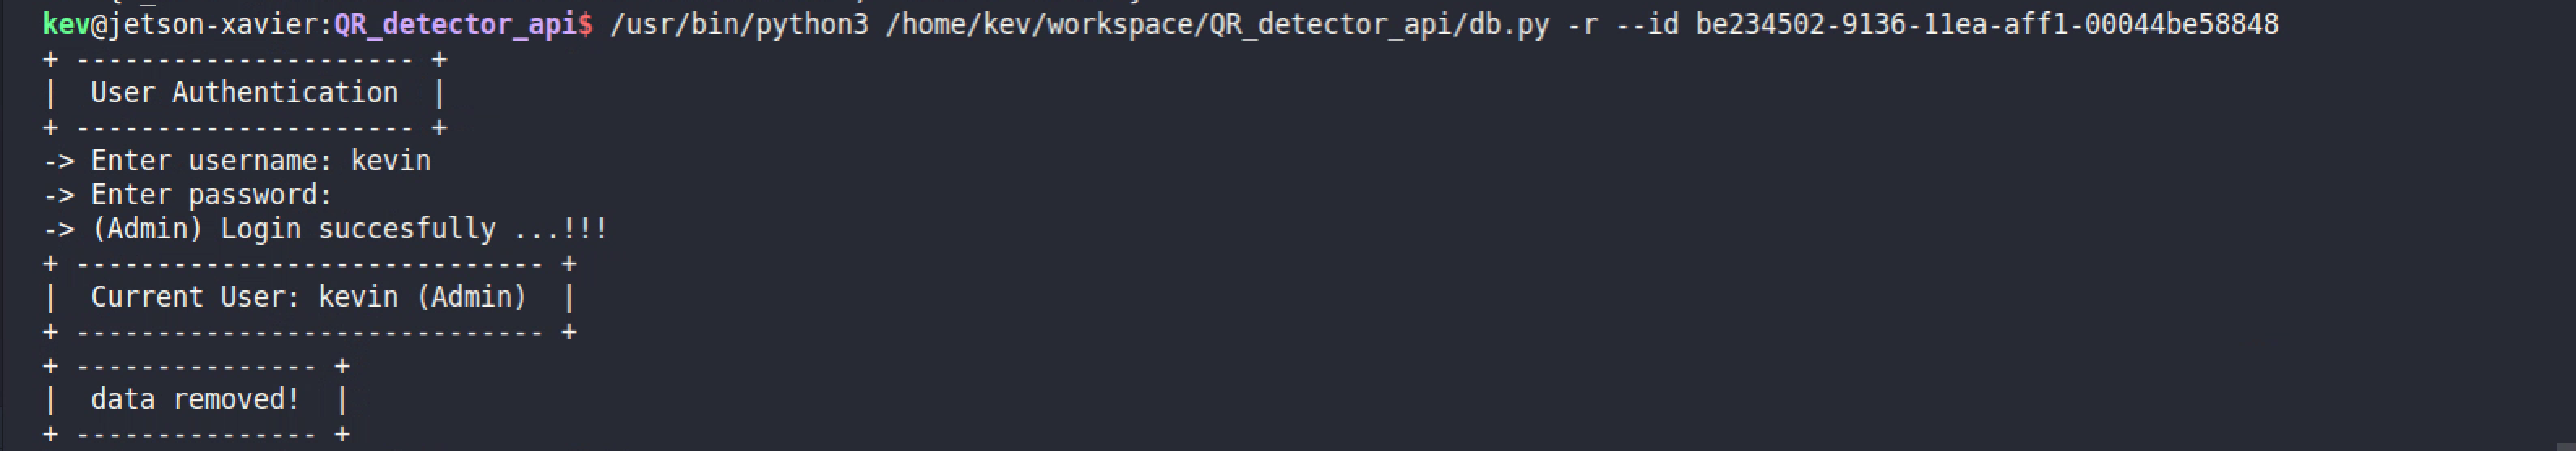 kev@jetson-xavier:QR_detector_api$ /usr/bin/python3 /home/kev/workspace/QR_detector_api/db.py -r --id be234502-9136-11ea-aff1-00044be58848
+ --------------------- +
|  User Authentication  |
+ --------------------- +
-> Enter username: kevin
-> Enter password:
-> (Admin) Login succesfully ...!!!
+ ----------------------------- +
|  Current User: kevin (Admin)  |
+ ----------------------------- +
+ --------------- +
|  data removed!  |
+ --------------- +